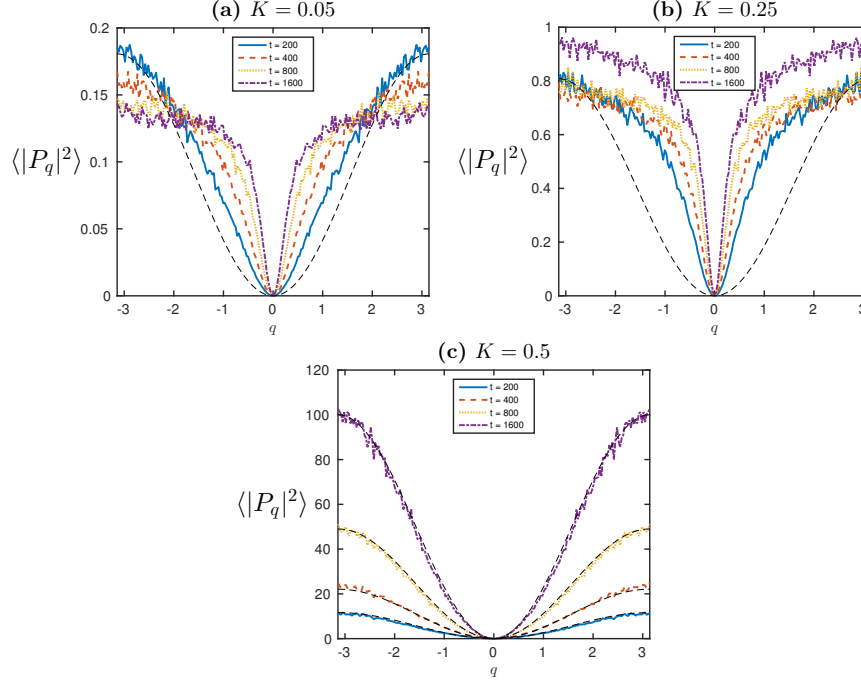 (a) K = 0.05
0.2
0.15
0.1
0.05
0
⟨|P_q|²⟩
t = 200
t = 400
t = 800
t = 1600
-3 -2 -1 0 1 2 3
q
(b) K = 0.25
1
0.8
0.6
0.4
0.2
0
⟨|P_q|²⟩
t = 200
t = 400
t = 800
t = 1600
-3 -2 -1 0 1 2 3
q
(c) K = 0.5
120
100
80
60
40
20
0
⟨|P_q|²⟩
t = 200
t = 400
t = 800
t = 1600
-3 -2 -1 0 1 2 3
q